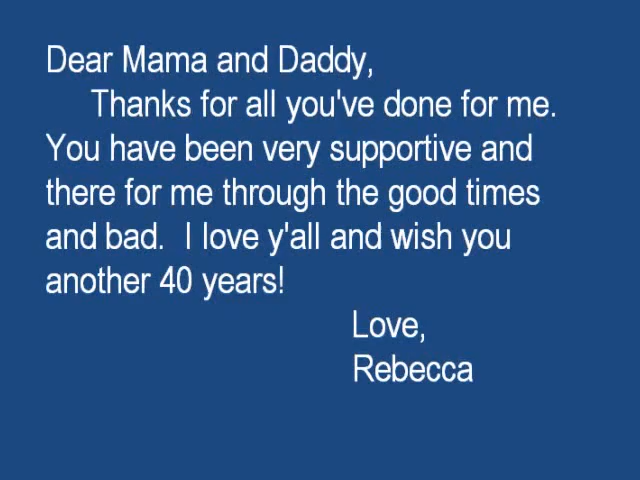 Dear Mama and Daddy,
Thanks for all you've done for me.
You have been very supportive and
there for me through the good times
and bad.  I love y'all and wish you
another 40 years!
Love,
Rebecca